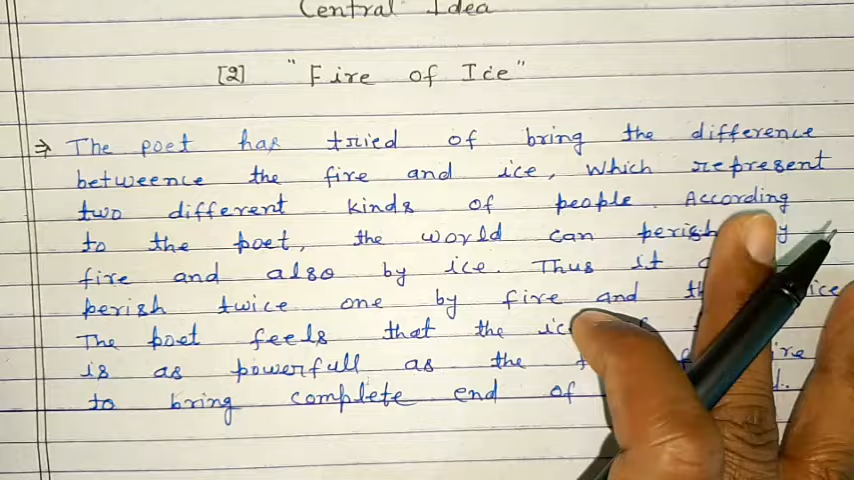 Central Idea
[2] "Fire of Ice"
⇒ The poet has tried of bring the difference
betweence the fire and ice, which represent
two different kinds of people. According
to the poet, the world can perish
fire and also by ice. Thus it
perish twice one by fire and ice
The poet feels that the
is as powerfull as the
to bring complete end of